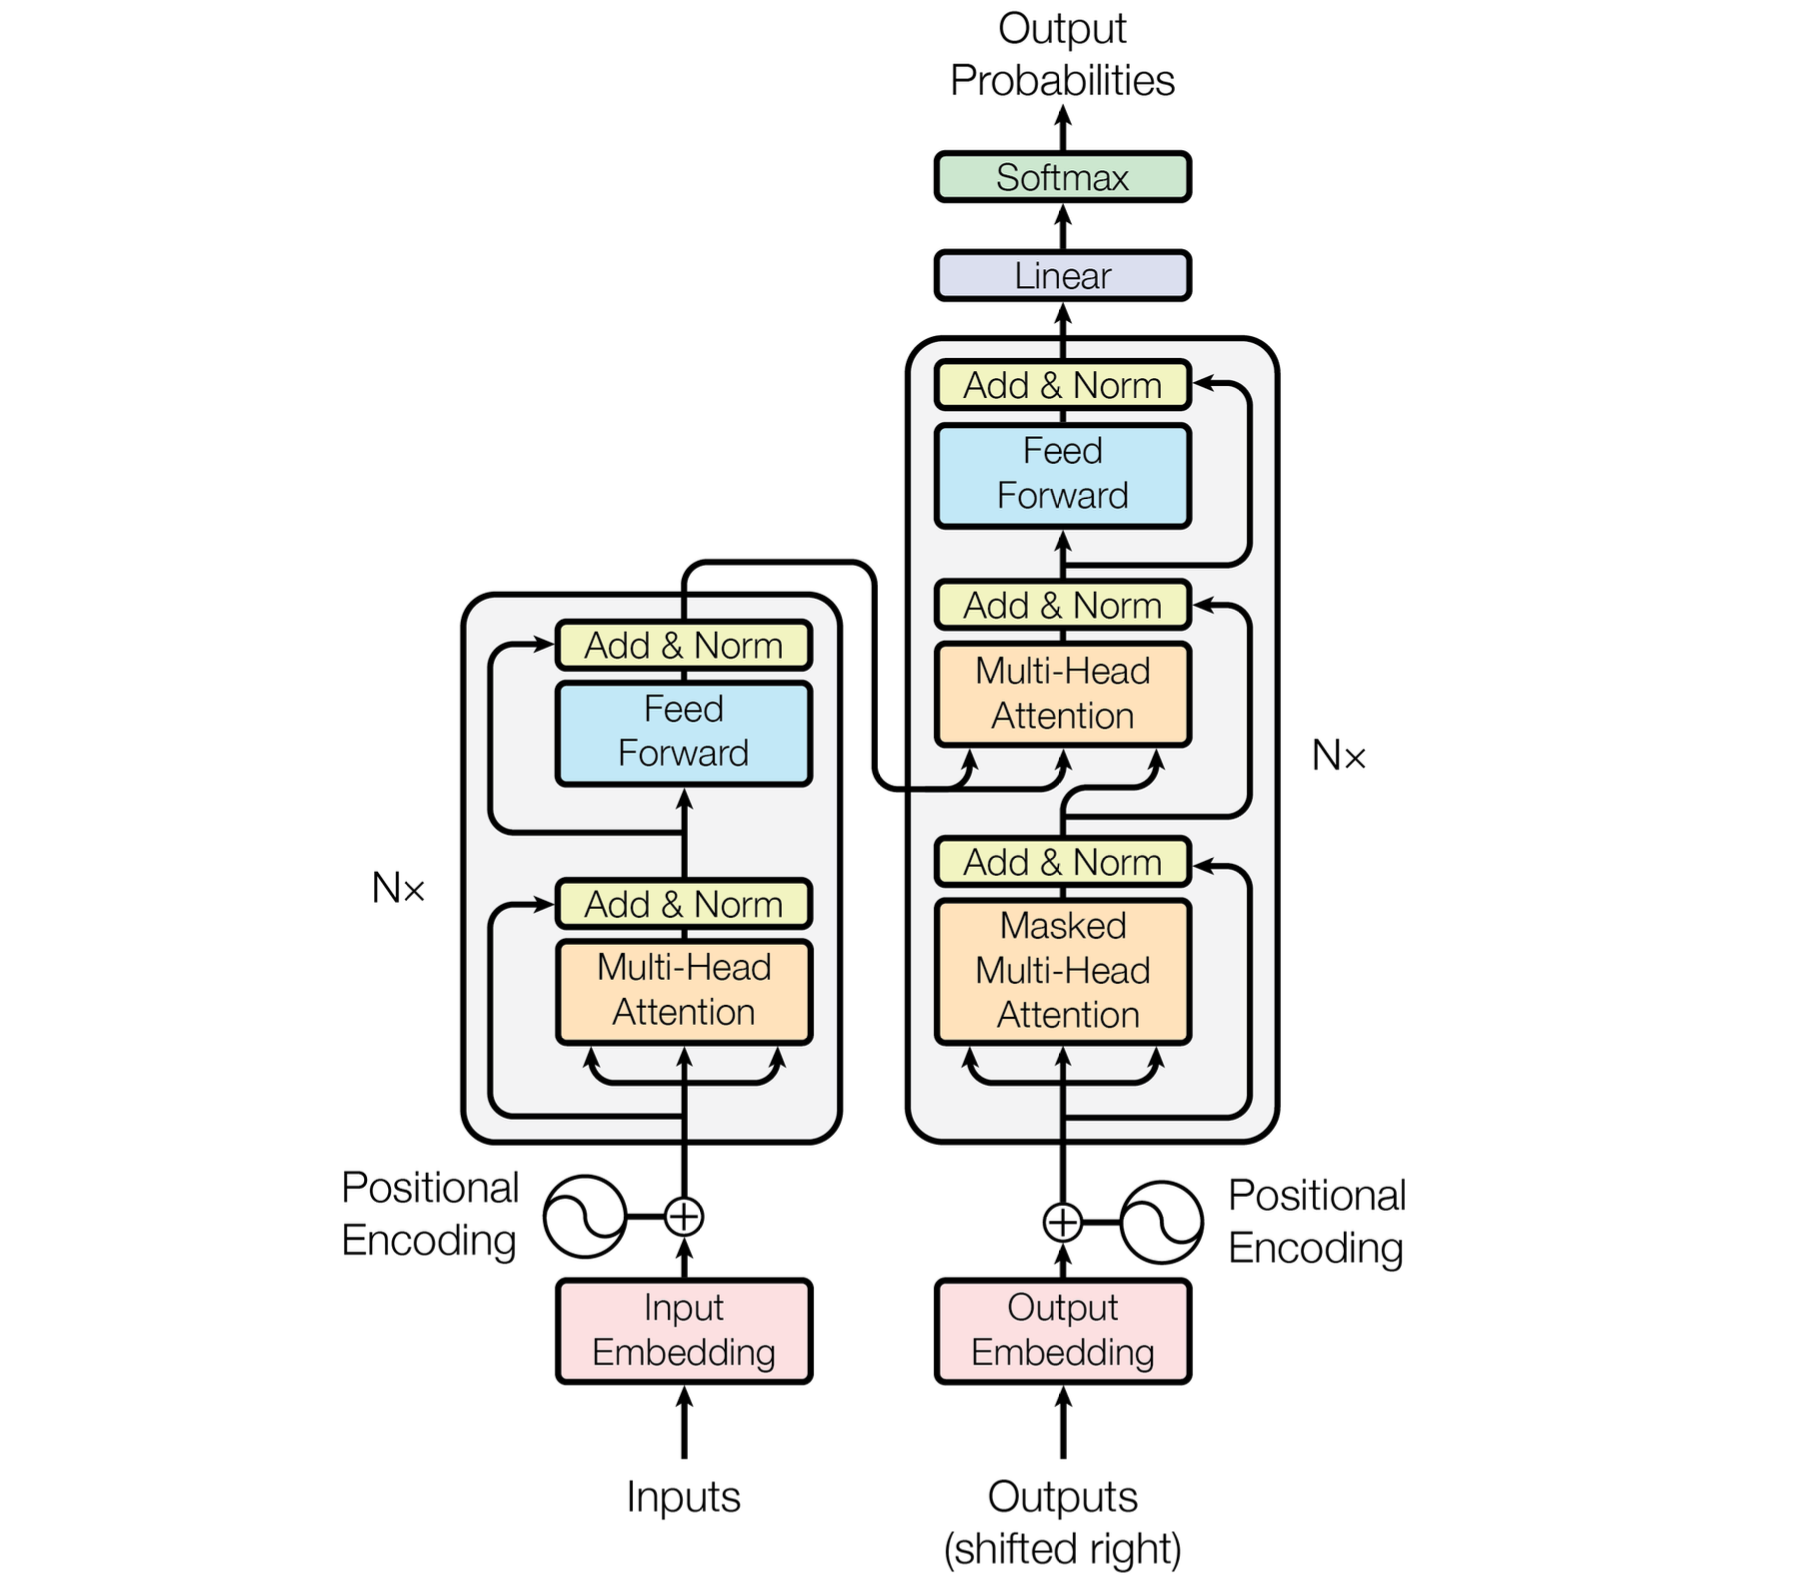 Output
Probabilities
Softmax
Linear
Add & Norm
Feed
Forward
Add & Norm
Multi-Head
Attention
N×
Add & Norm
Masked
Multi-Head
Attention
Add & Norm
Feed
Forward
N×
Add & Norm
Multi-Head
Attention
Positional
Encoding
Positional
Encoding
Input
Embedding
Output
Embedding
Inputs
Outputs
(shifted right)